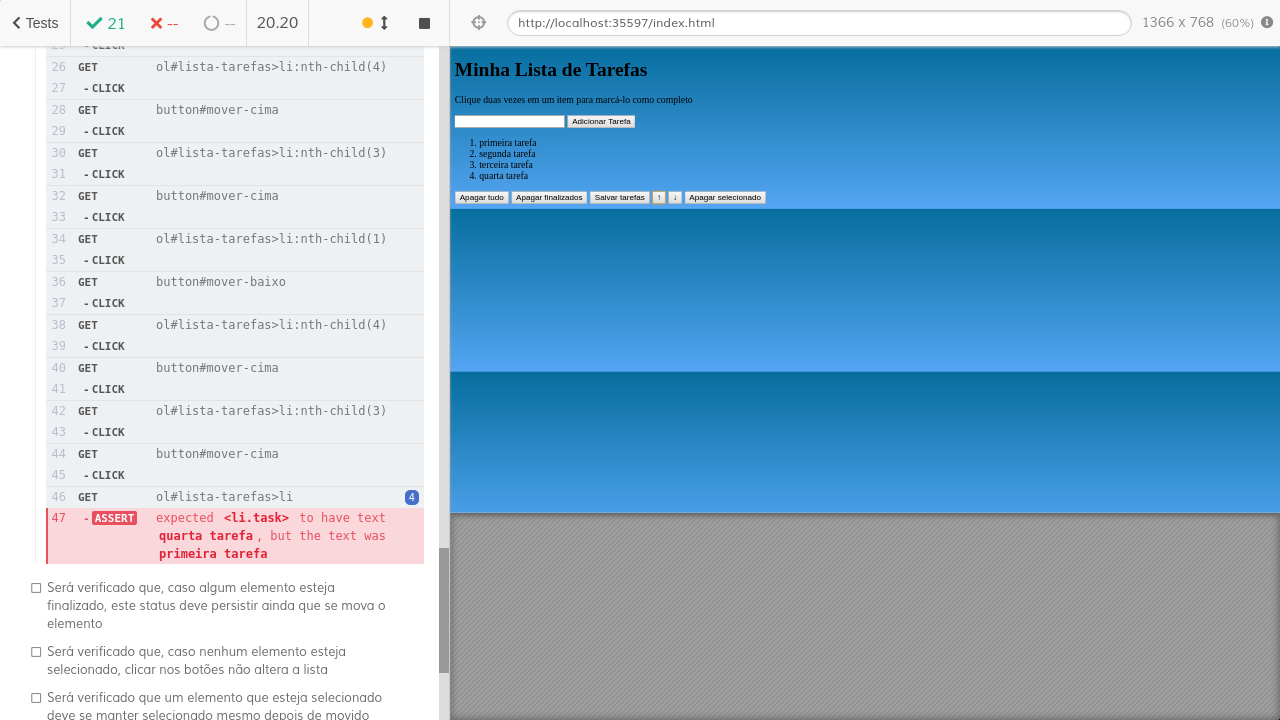 Tests
21
--
--
20.20
http://localhost:35597/index.html
1366 x 768 (60%)
25 - CLICK
26 GET ol#lista-tarefas>li:nth-child(4)
27 - CLICK
28 GET button#mover-cima
29 - CLICK
30 GET ol#lista-tarefas>li:nth-child(3)
31 - CLICK
32 GET button#mover-cima
33 - CLICK
34 GET ol#lista-tarefas>li:nth-child(1)
35 - CLICK
36 GET button#mover-baixo
37 - CLICK
38 GET ol#lista-tarefas>li:nth-child(4)
39 - CLICK
40 GET button#mover-cima
41 - CLICK
42 GET ol#lista-tarefas>li:nth-child(3)
43 - CLICK
44 GET button#mover-cima
45 - CLICK
46 GET ol#lista-tarefas>li 4
47 - ASSERT expected <li.task> to have text
quarta tarefa , but the text was
primeira tarefa
Será verificado que, caso algum elemento esteja
finalizado, este status deve persistir ainda que se mova o
elemento
Será verificado que, caso nenhum elemento esteja
selecionado, clicar nos botões não altera a lista
Será verificado que um elemento que esteja selecionado
deve se manter selecionado mesmo depois de movido
Minha Lista de Tarefas
Clique duas vezes em um item para marcá-lo como completo
Adicionar Tarefa
1. primeira tarefa
2. segunda tarefa
3. terceira tarefa
4. quarta tarefa
Apagar tudo Apagar finalizados Salvar tarefas ↑ ↓ Apagar selecionado